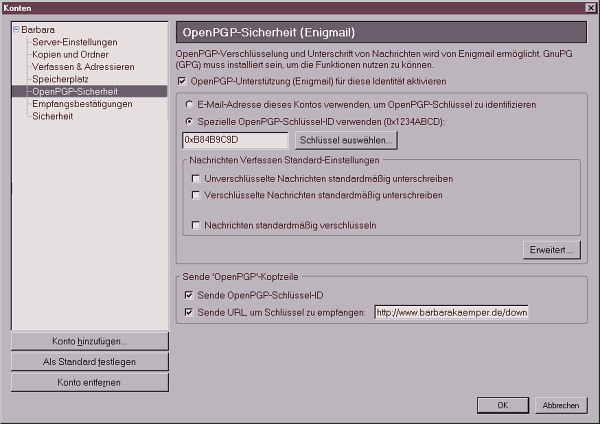 Konten
Barbara
Server-Einstellungen
Kopien und Ordner
Verfassen & Adressieren
Speicherplatz
OpenPGP-Sicherheit
Empfangsbestätigungen
Sicherheit
Konto hinzufügen...
Als Standard festlegen
Konto entfernen
OpenPGP-Sicherheit (Enigmail)
OpenPGP-Verschlüsselung und Unterschrift von Nachrichten wird von Enigmail ermöglicht. GnuPG
(GPG) muss installiert sein, um die Funktionen nutzen zu können.
OpenPGP-Unterstützung (Enigmail) für diese Identität aktivieren
E-Mail-Adresse dieses Kontos verwenden, um OpenPGP-Schlüssel zu identifizieren
Spezielle OpenPGP-Schlüssel-ID verwenden (0x1234ABCD):
0xB84B9C9D
Schlüssel auswählen...
Nachrichten Verfassen Standard-Einstellungen
Unverschlüsselte Nachrichten standardmäßig unterschreiben
Verschlüsselte Nachrichten standardmäßig unterschreiben
Nachrichten standardmäßig verschlüsseln
Erweitert ...
Sende 'OpenPGP'-Kopfzeile
Sende OpenPGP-Schlüssel-ID
Sende URL, um Schlüssel zu empfangen:
http://www.barbarakaemper.de/down
OK
Abbrechen